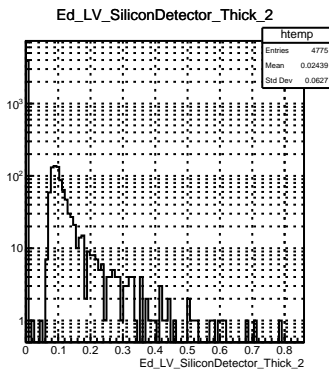 Ed_LV_SiliconDetector_Thick_2
htemp
Entries 4775
Mean 0.02439
Std Dev 0.0627
10³
10²
10
1
0 0.1 0.2 0.3 0.4 0.5 0.6 0.7 0.8
Ed_LV_SiliconDetector_Thick_2